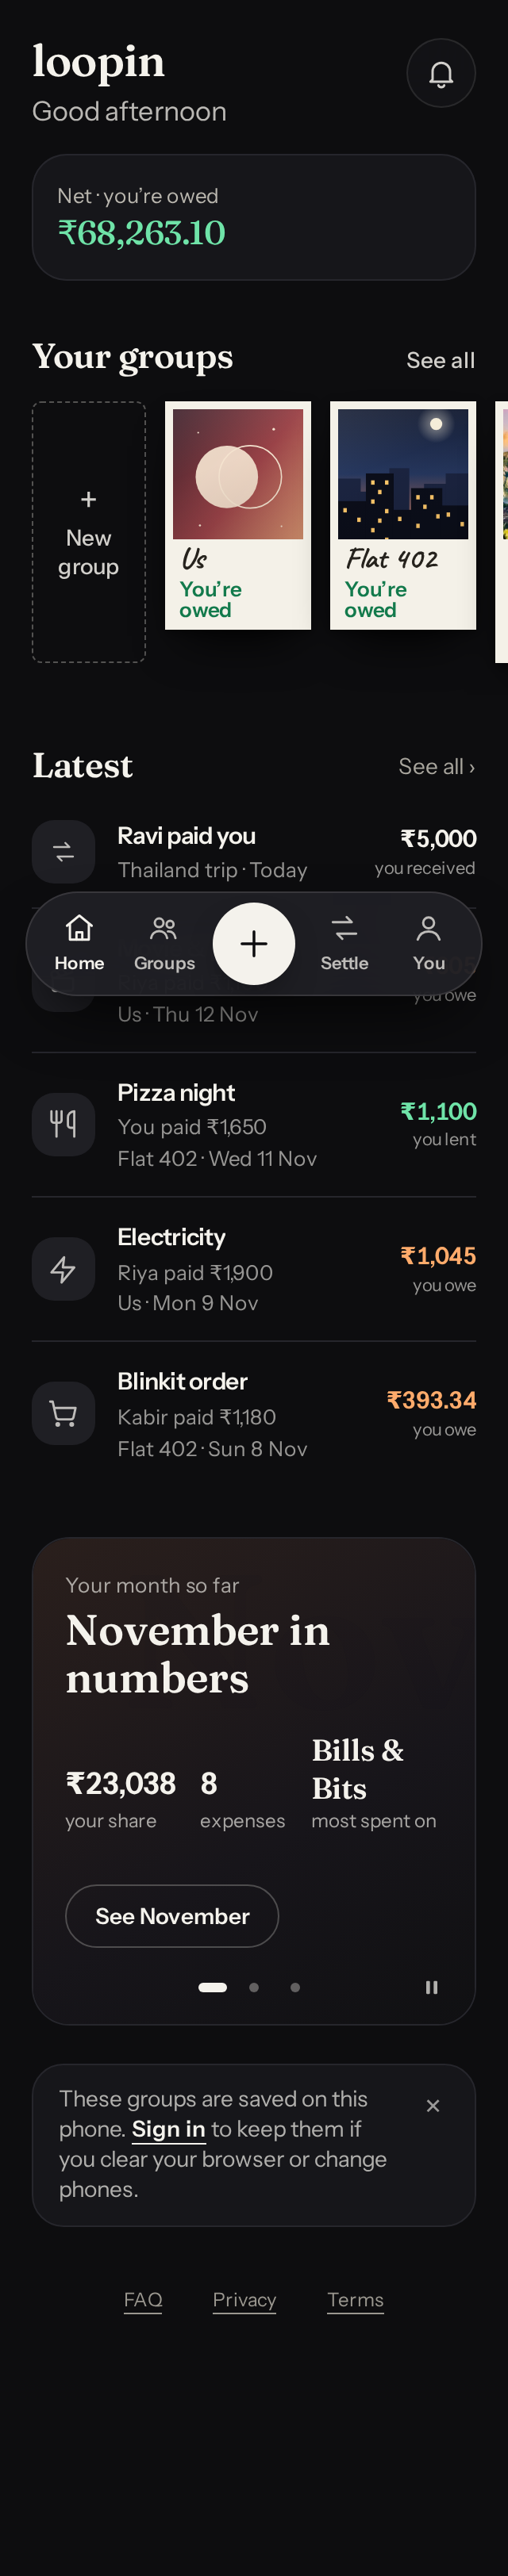 loopin
Good afternoon
Net · you're owed
₹68,263.10
Your groups
See all
+
New
group
Us
You're
owed
Flat 402
You're
owed
Latest
See all ›
Ravi paid you
₹5,000
Thailand trip · Today
you received
Home
Groups
Settle
You
you owe
Us · Thu 12 Nov
Pizza night
₹1,100
You paid ₹1,650
you lent
Flat 402 · Wed 11 Nov
Electricity
₹1,045
Riya paid ₹1,900
you owe
Us · Mon 9 Nov
Blinkit order
₹393.34
Kabir paid ₹1,180
you owe
Flat 402 · Sun 8 Nov
Your month so far
November in
numbers
₹23,038
8
Bills &
Bits
your share
expenses
most spent on
See November
These groups are saved on this
phone. Sign in to keep them if
you clear your browser or change
phones.
FAQ
Privacy
Terms